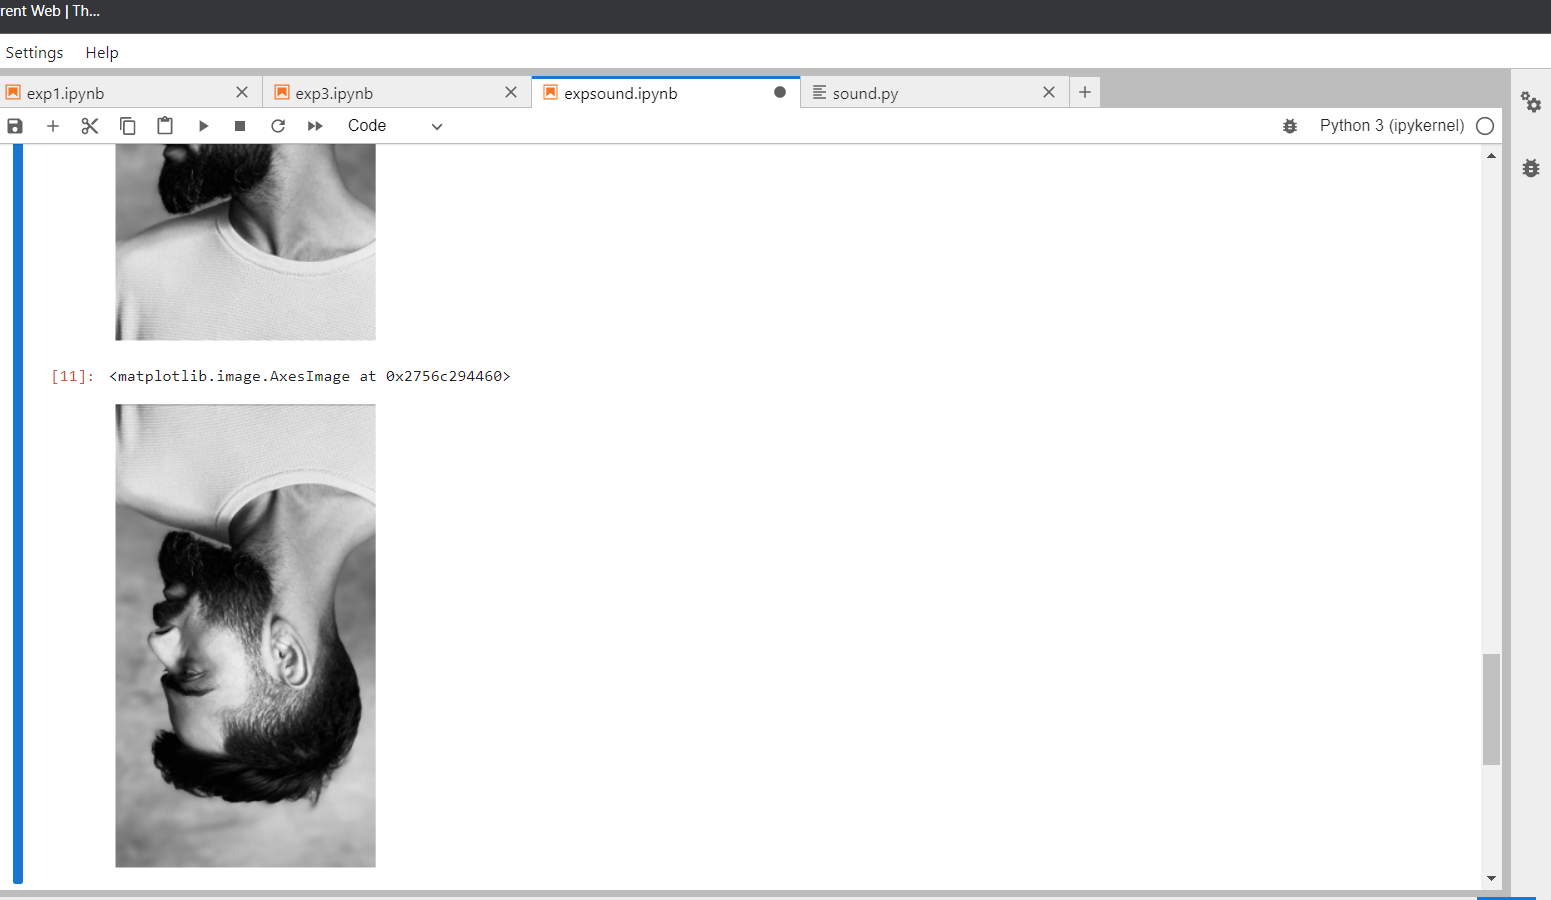 rent Web | Th...
Settings Help
exp1.ipynb exp3.ipynb expsound.ipynb sound.py
Code Python 3 (ipykernel)
[11]: <matplotlib.image.AxesImage at 0x2756c294460>